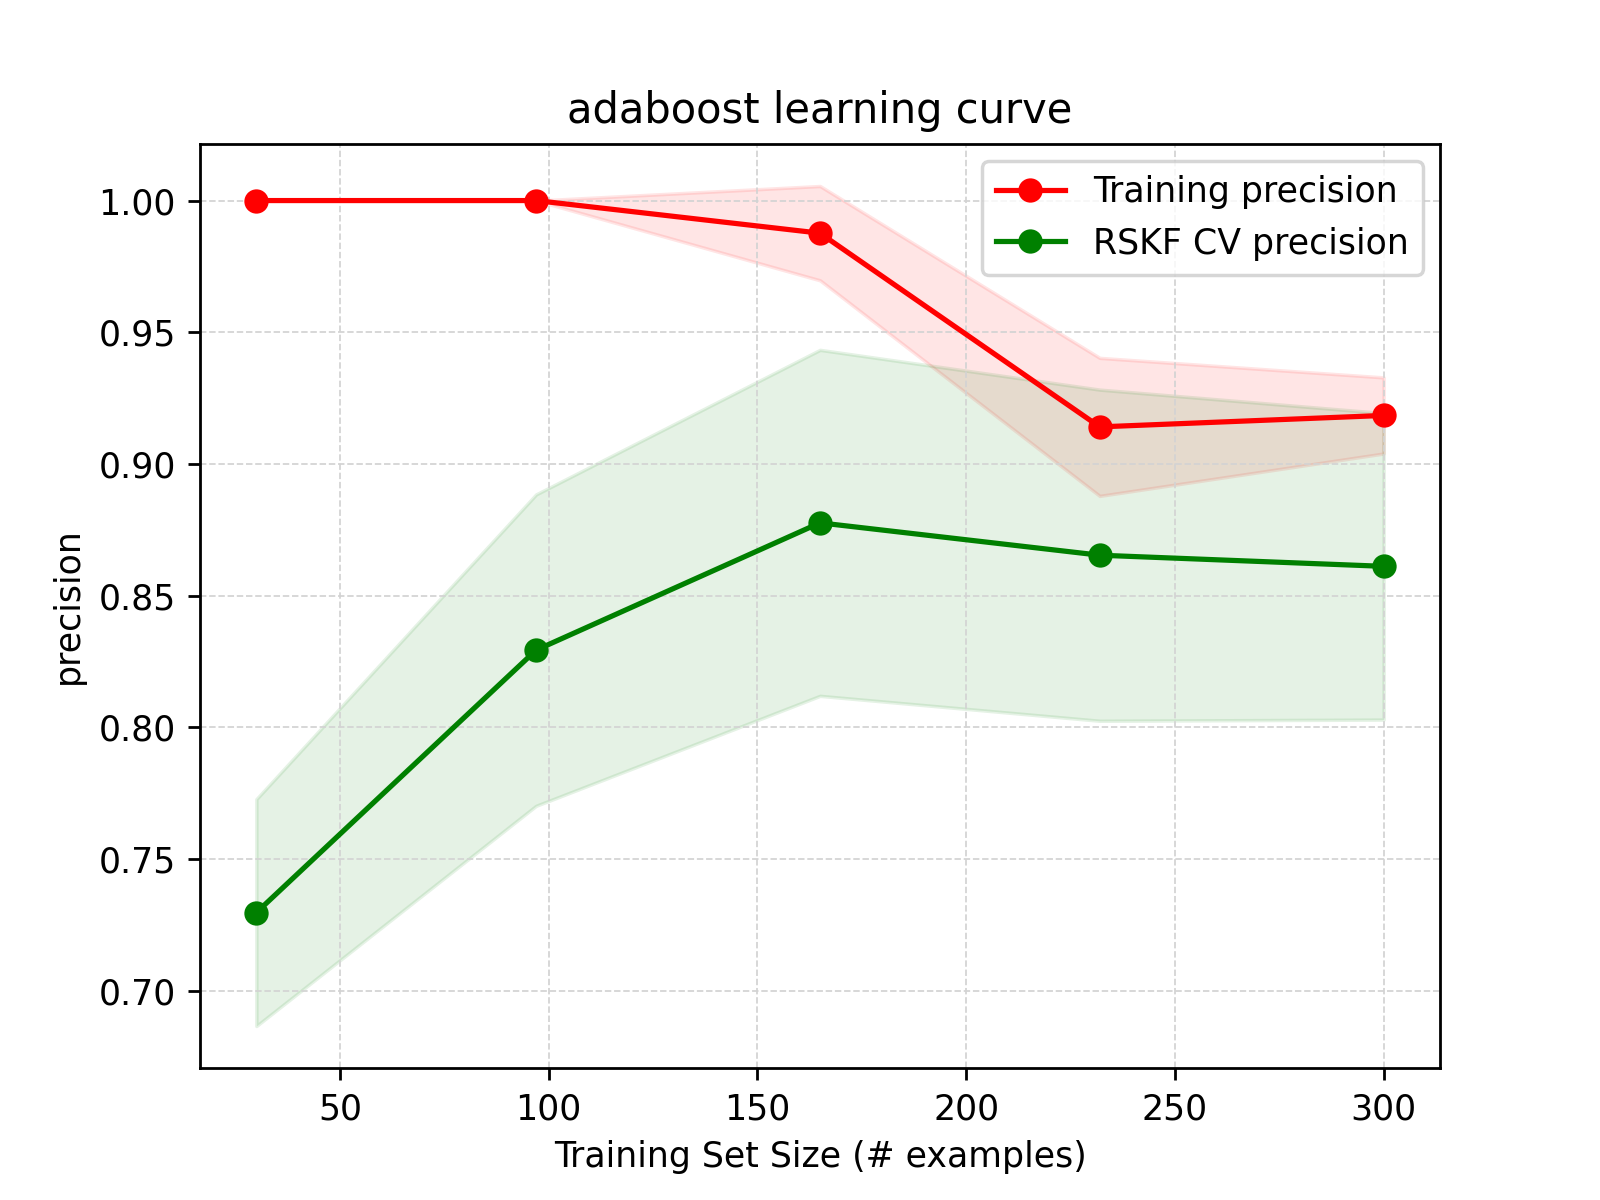 adaboost learning curve
Training precision
RSKF CV precision
1.00
0.95
0.90
0.85
0.80
0.75
0.70
precision
50 100 150 200 250 300
Training Set Size (# examples)